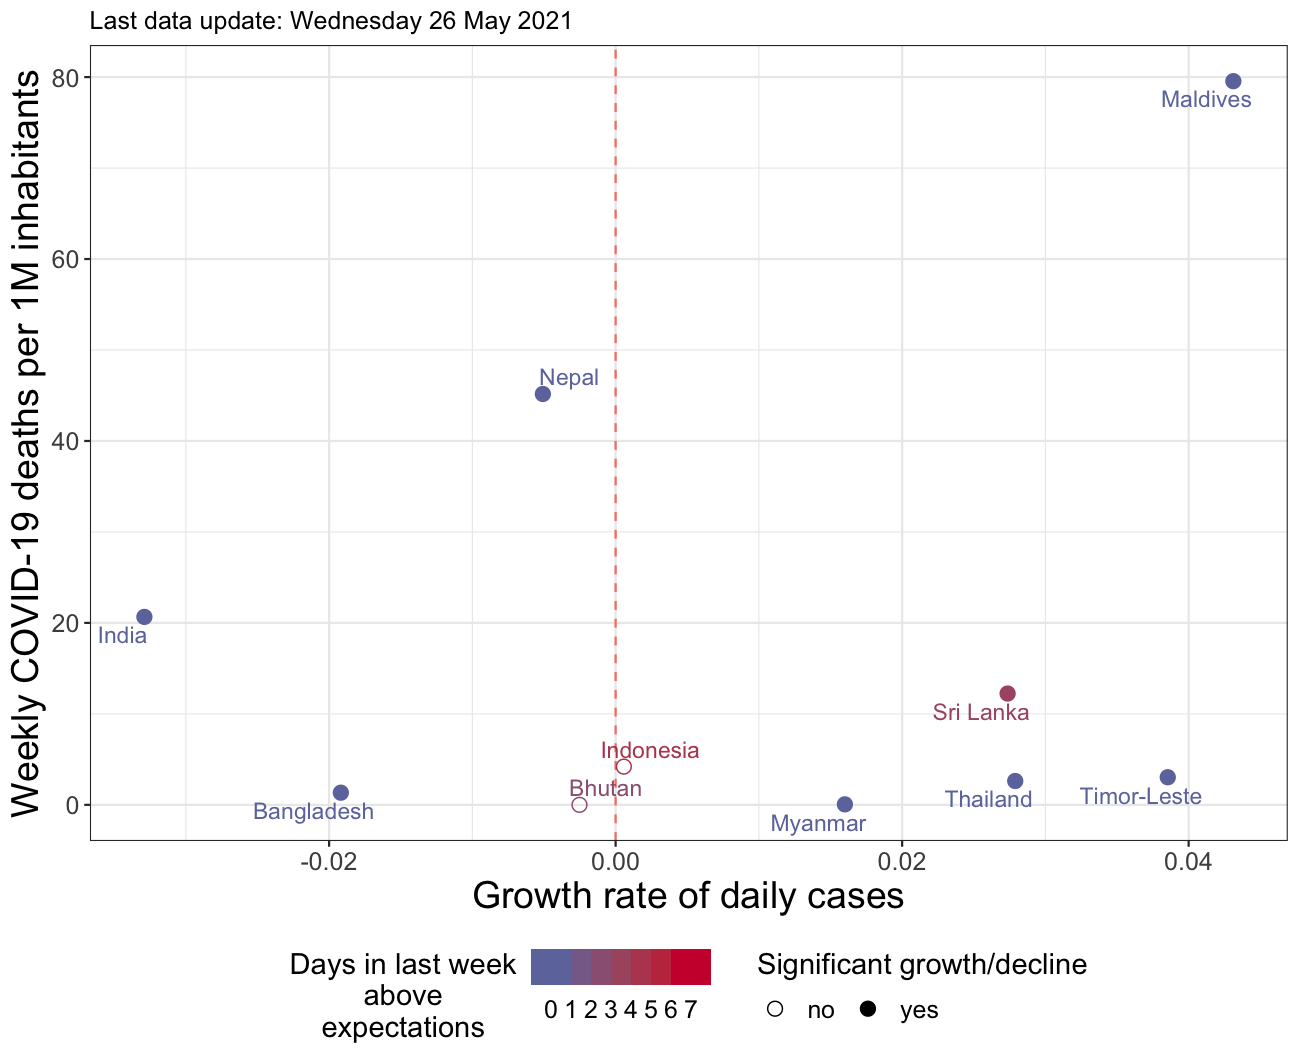 Last data update: Wednesday 26 May 2021
Weekly COVID-19 deaths per 1M inhabitants
80
60
40
20
0
Maldives
Nepal
India
Sri Lanka
Indonesia
Bhutan
Bangladesh
Thailand
Timor-Leste
Myanmar
-0.02
0.00
0.02
0.04
Growth rate of daily cases
Days in last week
above
expectations
0 1 2 3 4 5 6 7
Significant growth/decline
no
yes